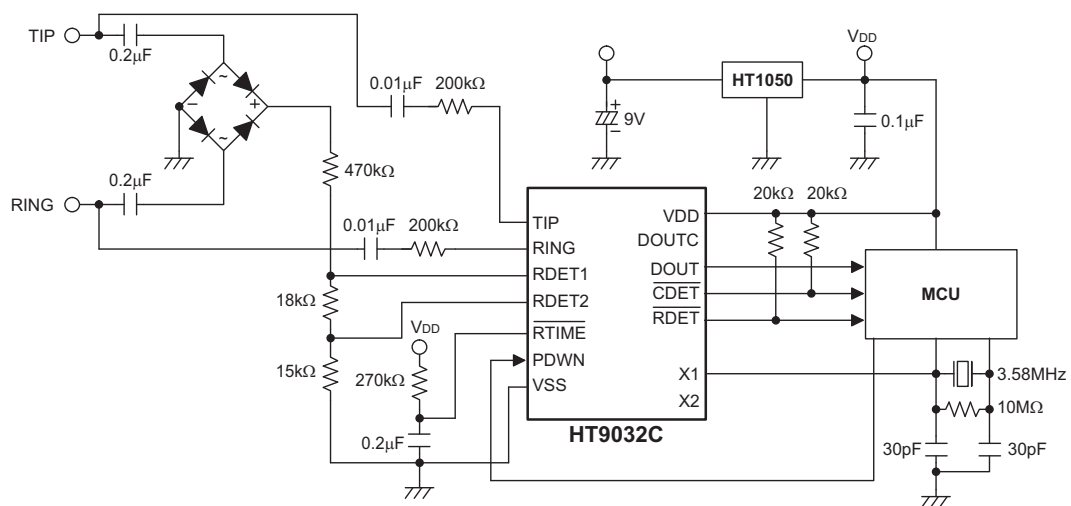 TIP
0.2μF
~
−
+
~
0.01μF
200kΩ
HT1050
VDD
+
−
9V
0.1μF
RING
0.2μF
470kΩ
0.01μF
200kΩ
20kΩ
20kΩ
TIP
RING
RDET1
RDET2
RTIME
PDWN
VSS
VDD
DOUTC
DOUT
CDET
RDET
X1
X2
HT9032C
MCU
18kΩ
15kΩ
VDD
270kΩ
0.2μF
3.58MHz
10MΩ
30pF
30pF